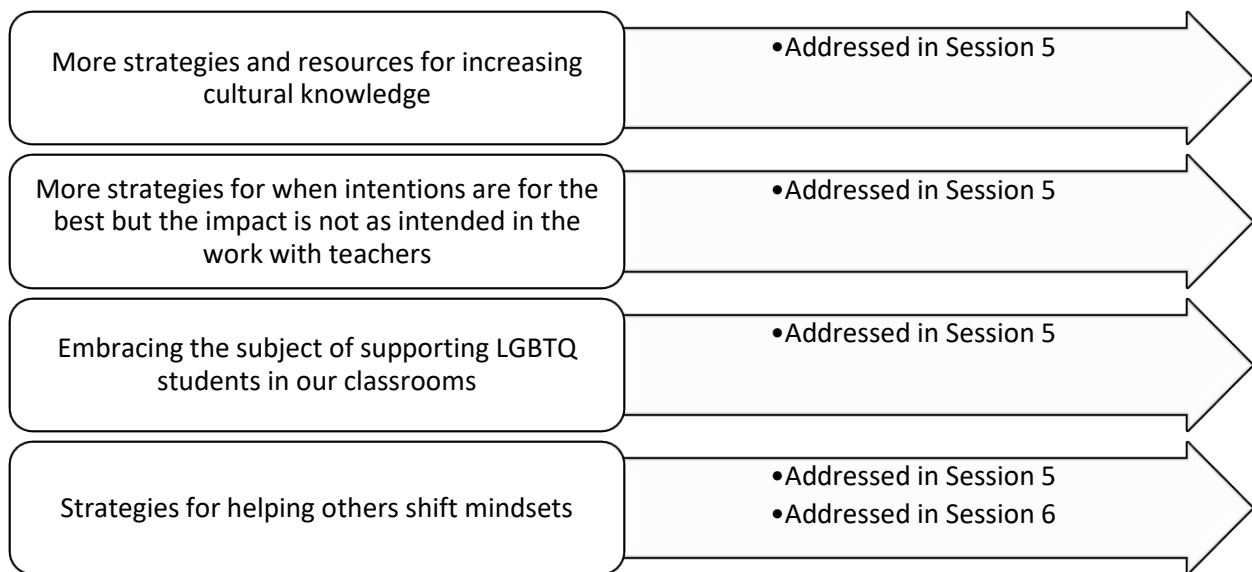 More strategies and resources for increasing
cultural knowledge
•Addressed in Session 5
More strategies for when intentions are for the
best but the impact is not as intended in the
work with teachers
•Addressed in Session 5
Embracing the subject of supporting LGBTQ
students in our classrooms
•Addressed in Session 5
Strategies for helping others shift mindsets
•Addressed in Session 5
•Addressed in Session 6